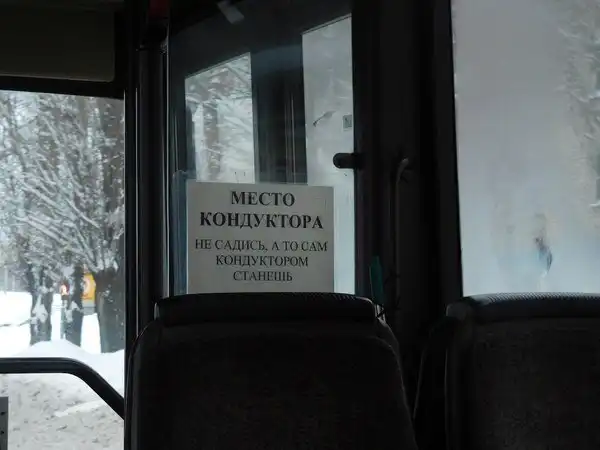 МЕСТО
КОНДУКТОРА
НЕ САДИСЬ, А ТО САМ
КОНДУКТОРОМ
СТАНЕШЬ